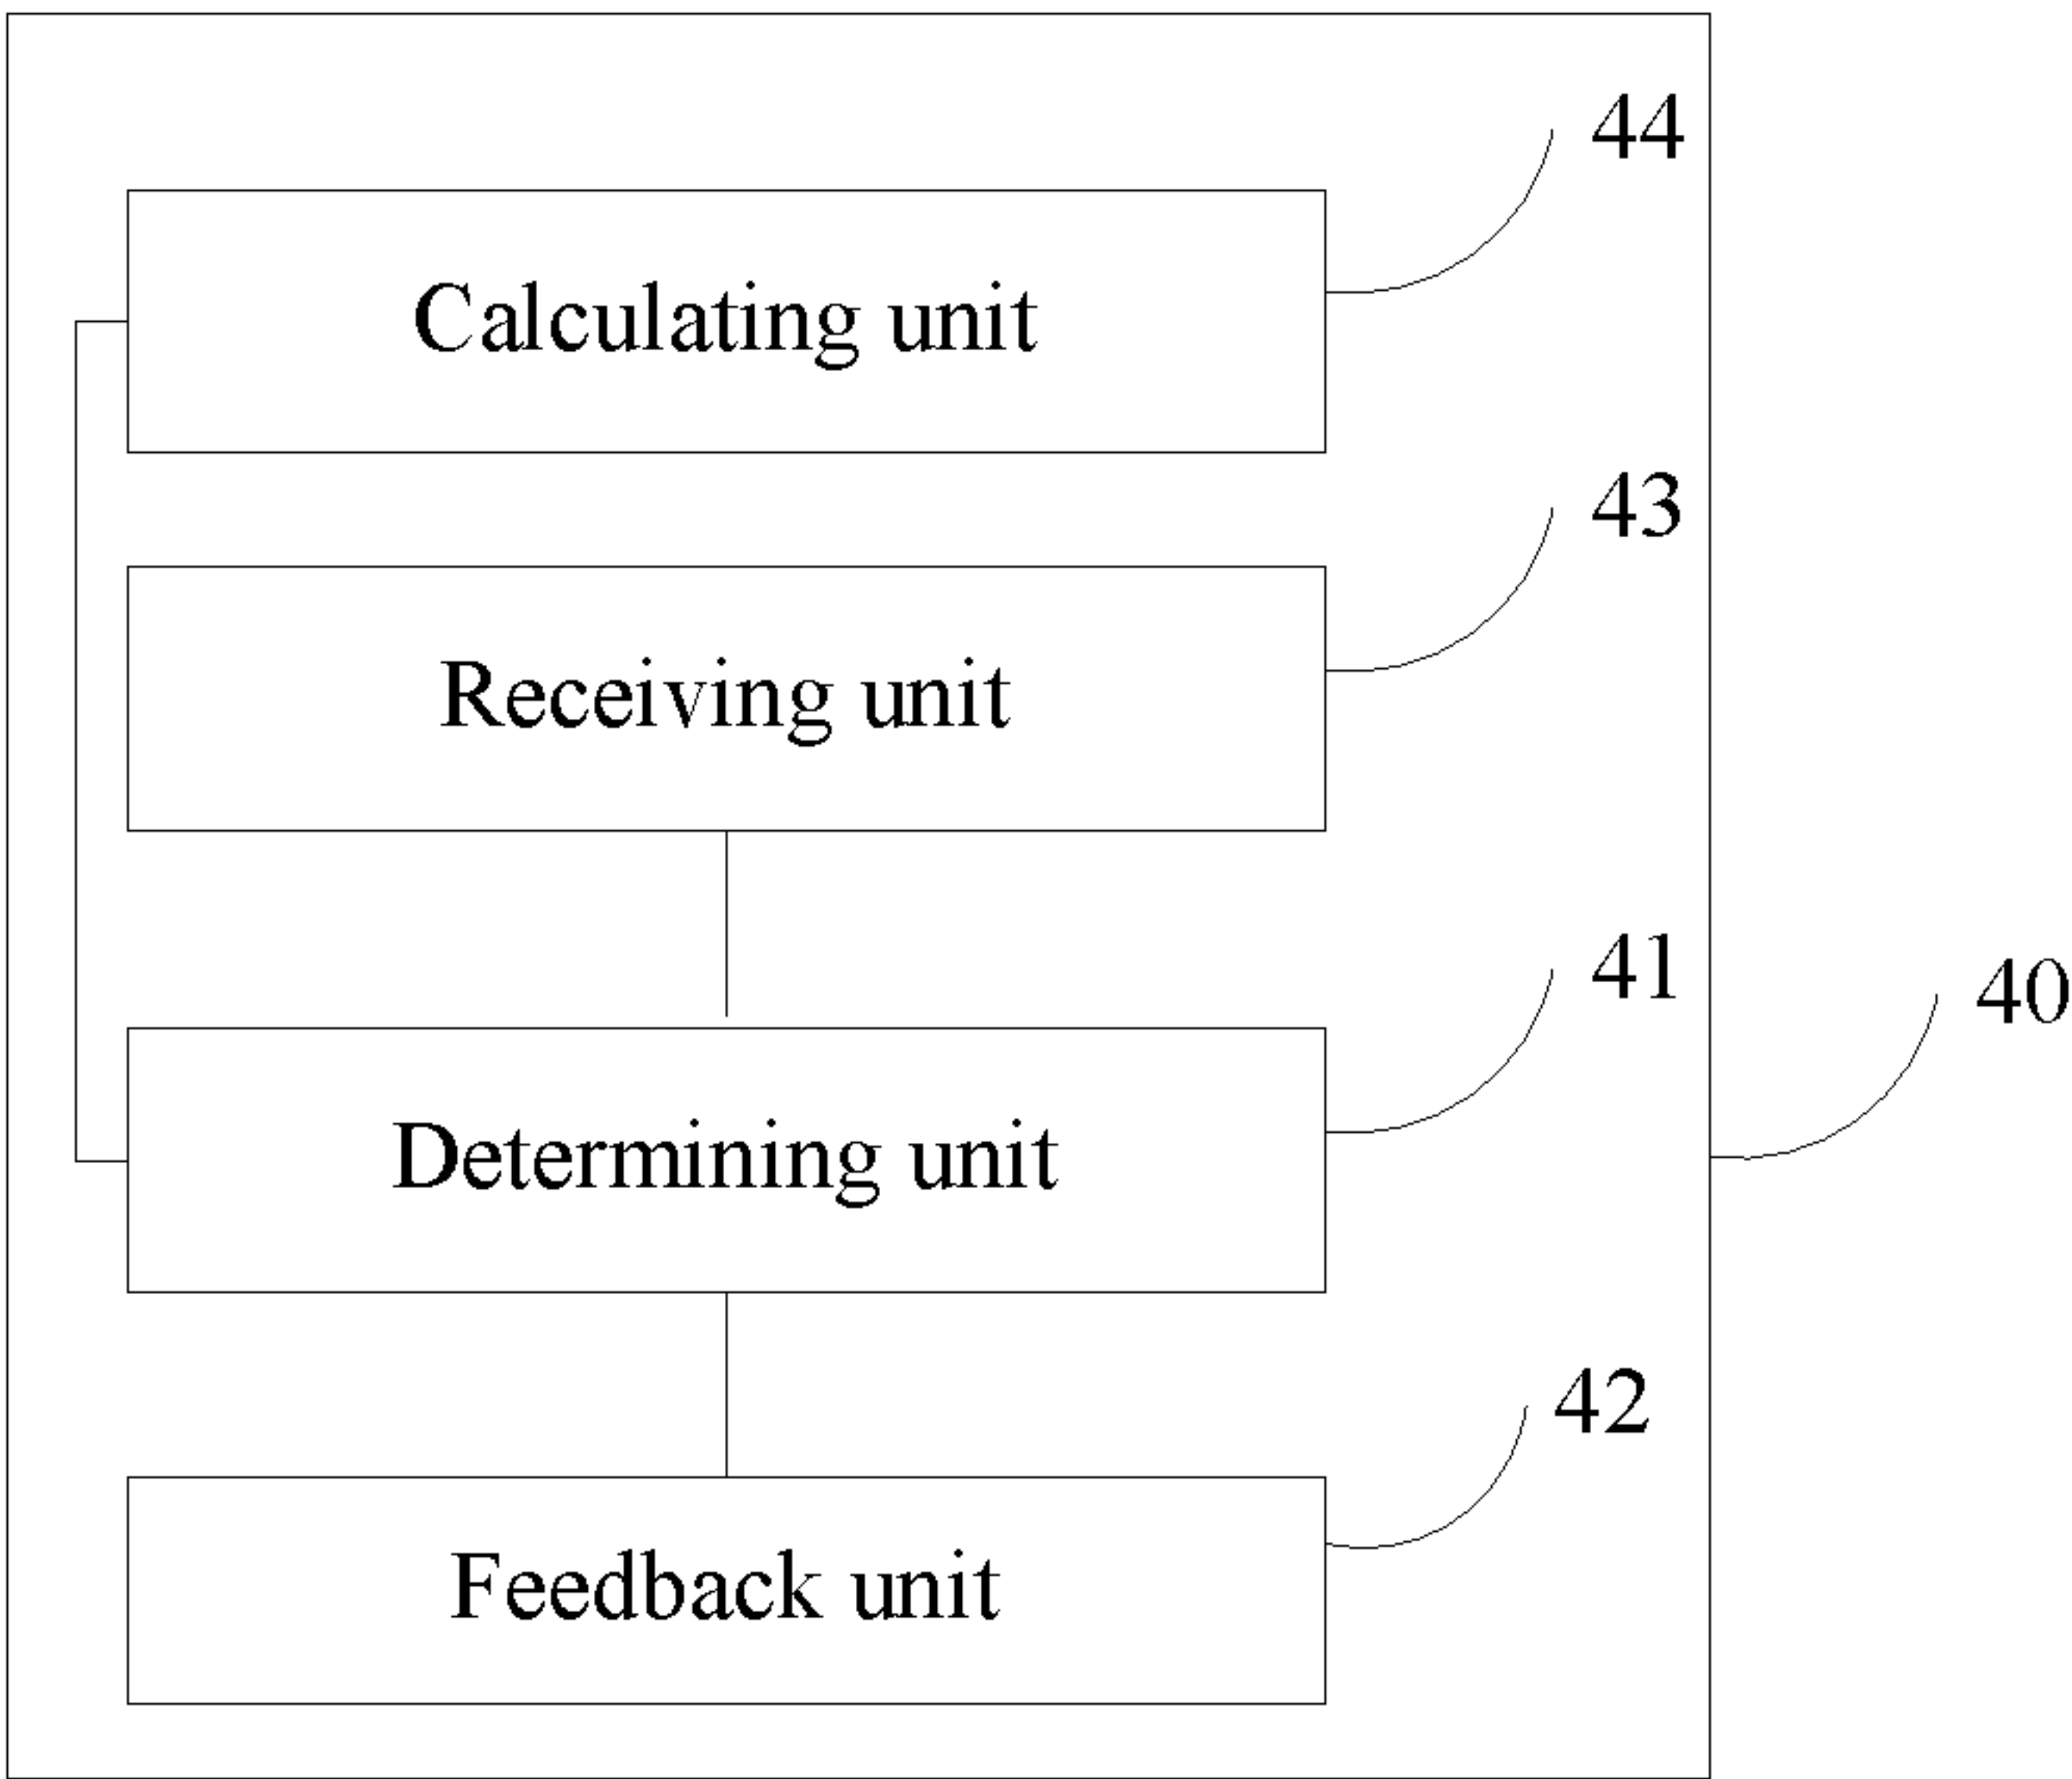 44
Calculating unit
43
Receiving unit
41
40
Determining unit
42
Feedback unit